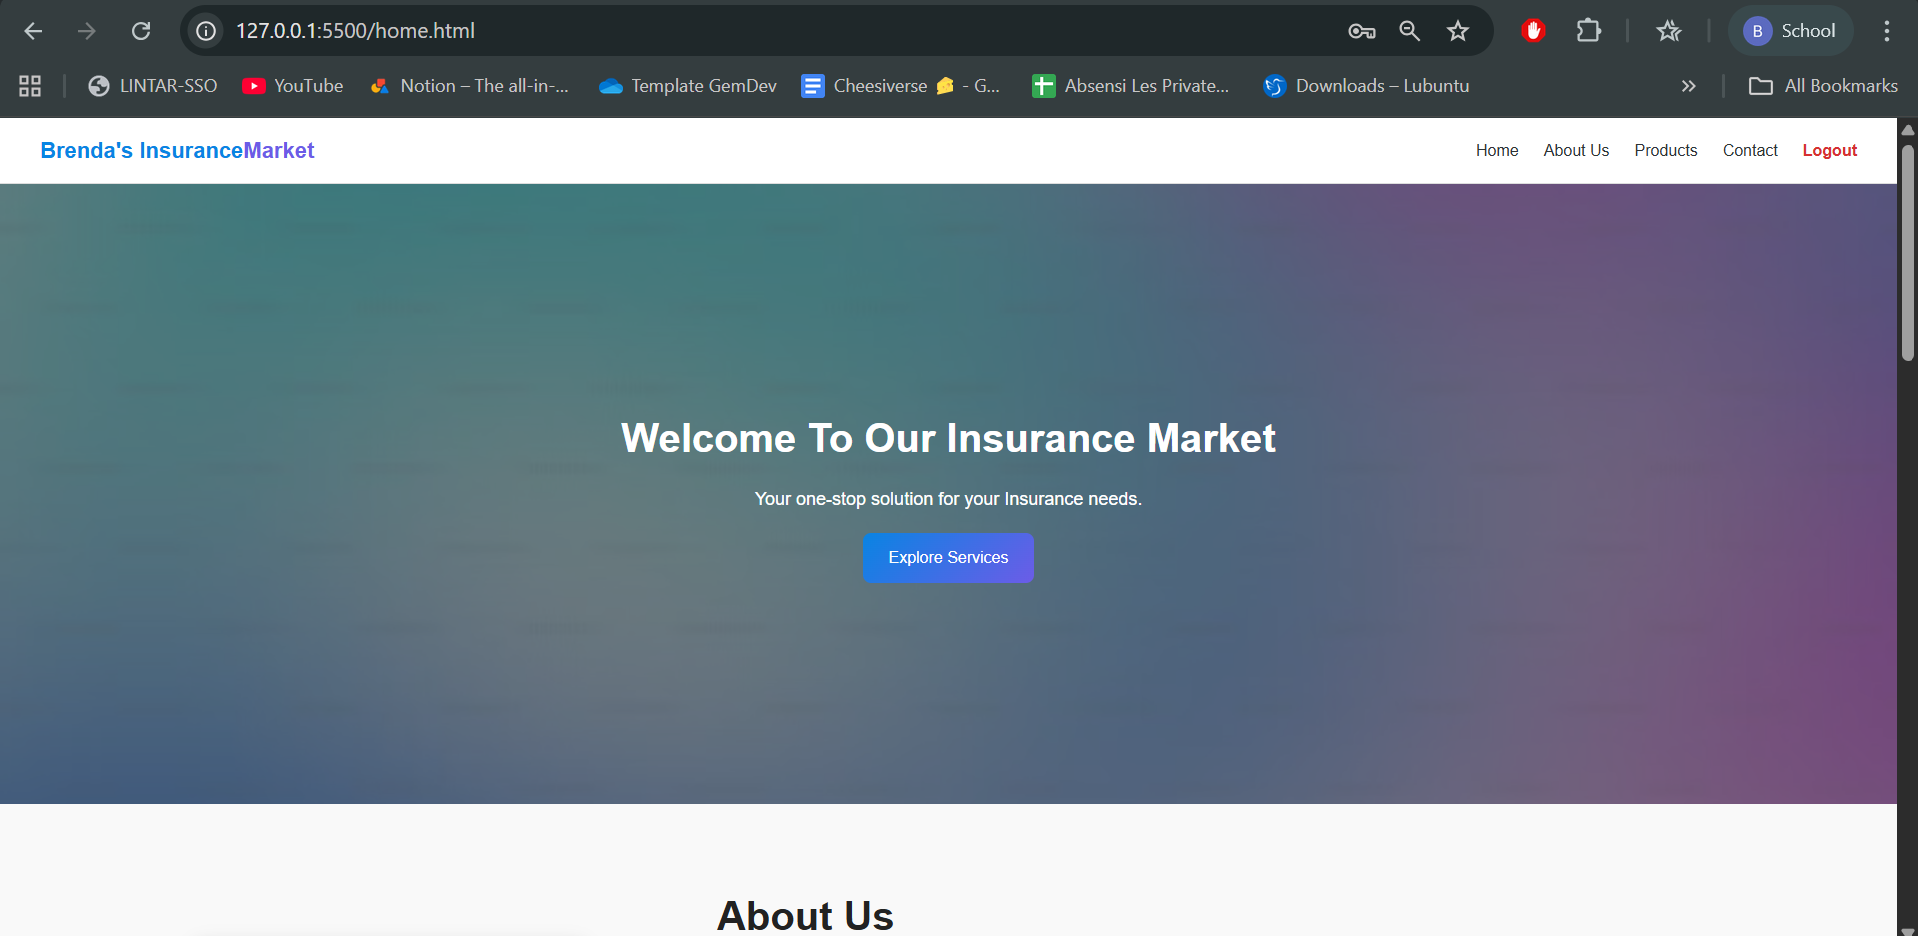 127.0.0.1:5500/home.html
B School
LINTAR-SSO YouTube Notion – The all-in-... Template GemDev Cheesiverse 🧀 - G... Absensi Les Private... Downloads – Lubuntu » All Bookmarks
Brenda's InsuranceMarket
Home About Us Products Contact Logout
Welcome To Our Insurance Market
Your one-stop solution for your Insurance needs.
Explore Services
About Us